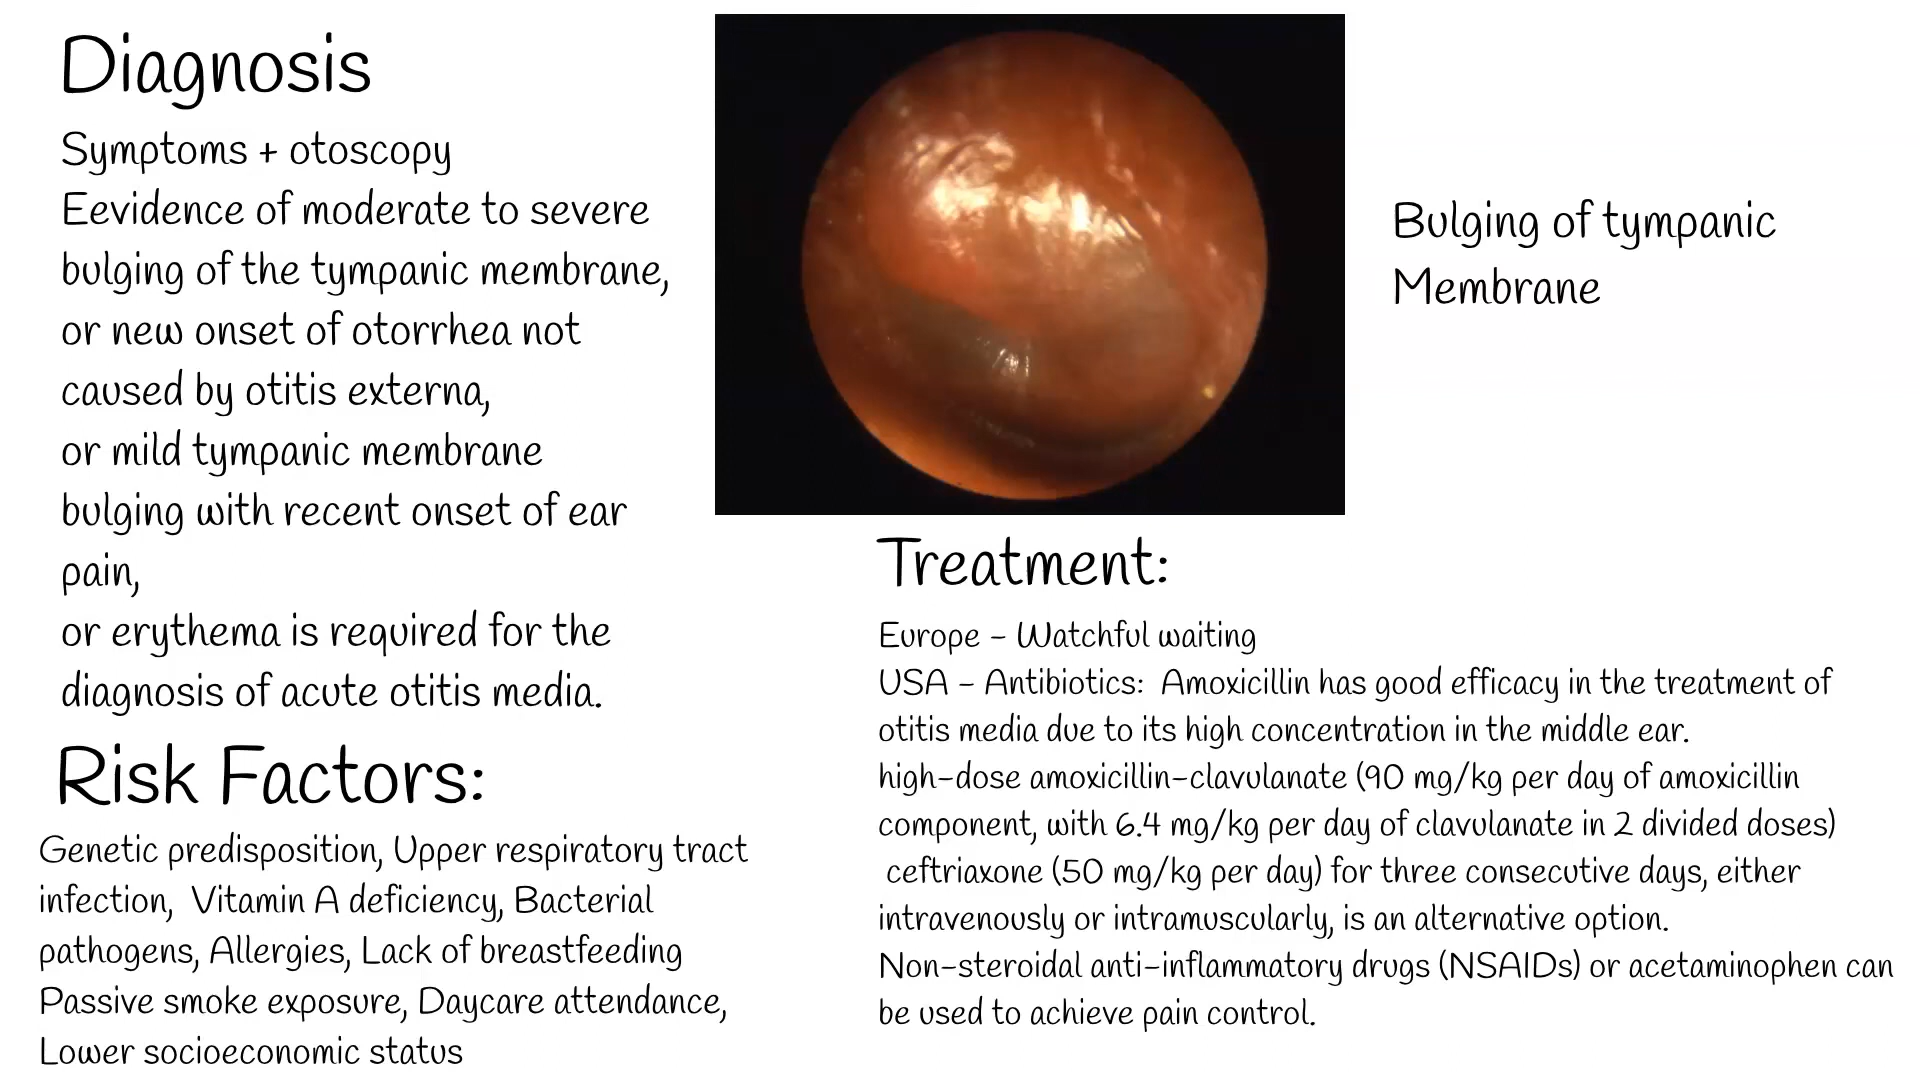 Diagnosis
Symptoms + otoscopy
Eevidence of moderate to severe
bulging of the tympanic membrane,
or new onset of otorrhea not
caused by otitis externa,
or mild tympanic membrane
bulging with recent onset of ear
pain,
or erythema is required for the
diagnosis of acute otitis media.
Risk Factors:
Genetic predisposition, Upper respiratory tract
infection,  Vitamin A deficiency, Bacterial
pathogens, Allergies, Lack of breastfeeding
Passive smoke exposure, Daycare attendance,
Lower socioeconomic status
Bulging of tympanic
Membrane
Treatment:
Europe - Watchful waiting
USA - Antibiotics:  Amoxicillin has good efficacy in the treatment of
otitis media due to its high concentration in the middle ear.
high-dose amoxicillin-clavulanate (90 mg/kg per day of amoxicillin
component, with 6.4 mg/kg per day of clavulanate in 2 divided doses)
ceftriaxone (50 mg/kg per day) for three consecutive days, either
intravenously or intramuscularly, is an alternative option.
Non-steroidal anti-inflammatory drugs (NSAIDs) or acetaminophen can
be used to achieve pain control.